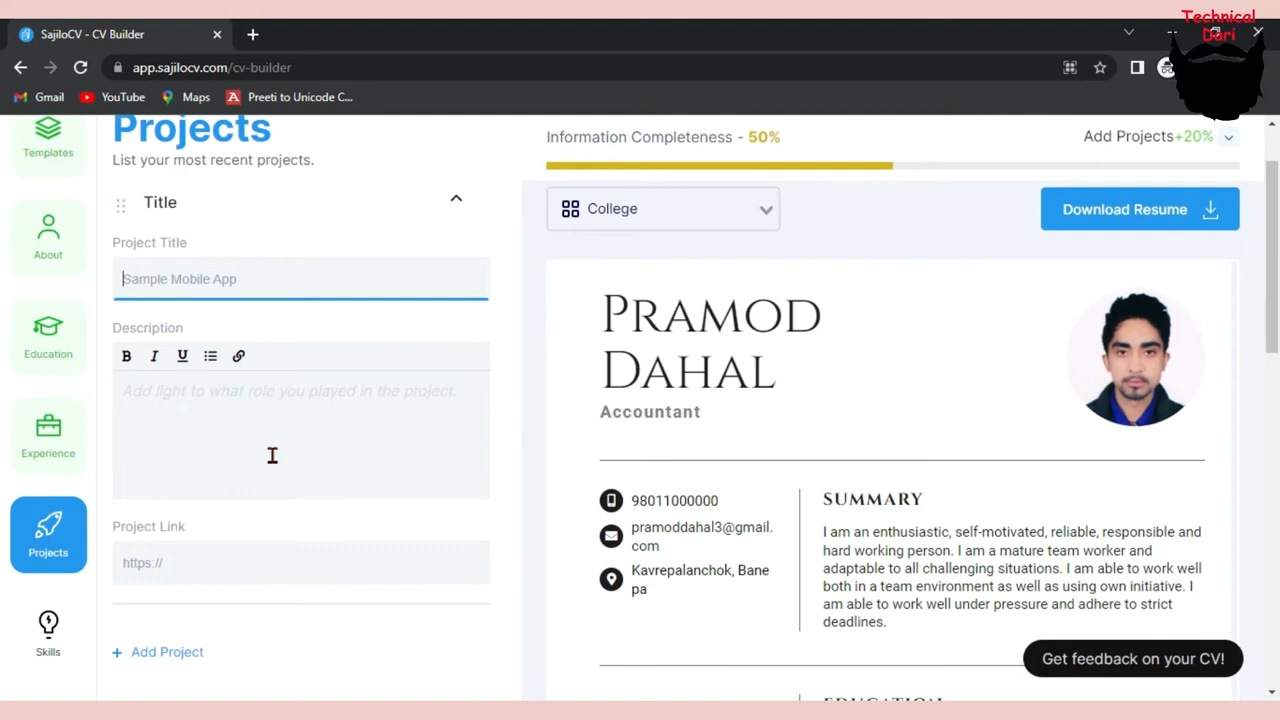 Technical
Dari
SajiloCV - CV Builder
app.sajilocv.com/cv-builder
Gmail
YouTube
Maps
Preeti to Unicode C...
Templates
About
Education
Experience
Projects
Skills
Projects
List your most recent projects.
Title
Project Title
Sample Mobile App
Description
B I U
Add light to what role you played in the project.
Project Link
https://
+ Add Project
Information Completeness - 50%
Add Projects+20%
College
Download Resume
Pramod
Dahal
Accountant
98011000000
pramoddahal3@gmail.
com
Kavrepalanchok, Bane
pa
SUMMARY
I am an enthusiastic, self-motivated, reliable, responsible and
hard working person. I am a mature team worker and
adaptable to all challenging situations. I am able to work well
both in a team environment as well as using own initiative. I
am able to work well under pressure and adhere to strict
deadlines.
Get feedback on your CV!
EDUCATION